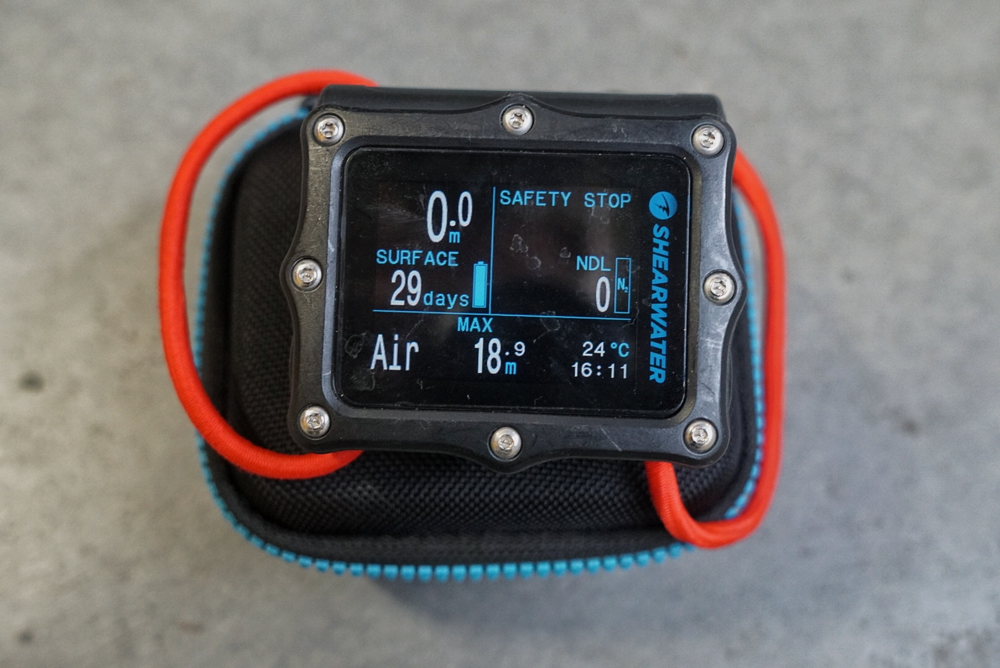 0.0
m
SURFACE
29days
SAFETY STOP
NDL
0
N2
Air
MAX
18.9
m
24°C
16:11
SHEARWATER